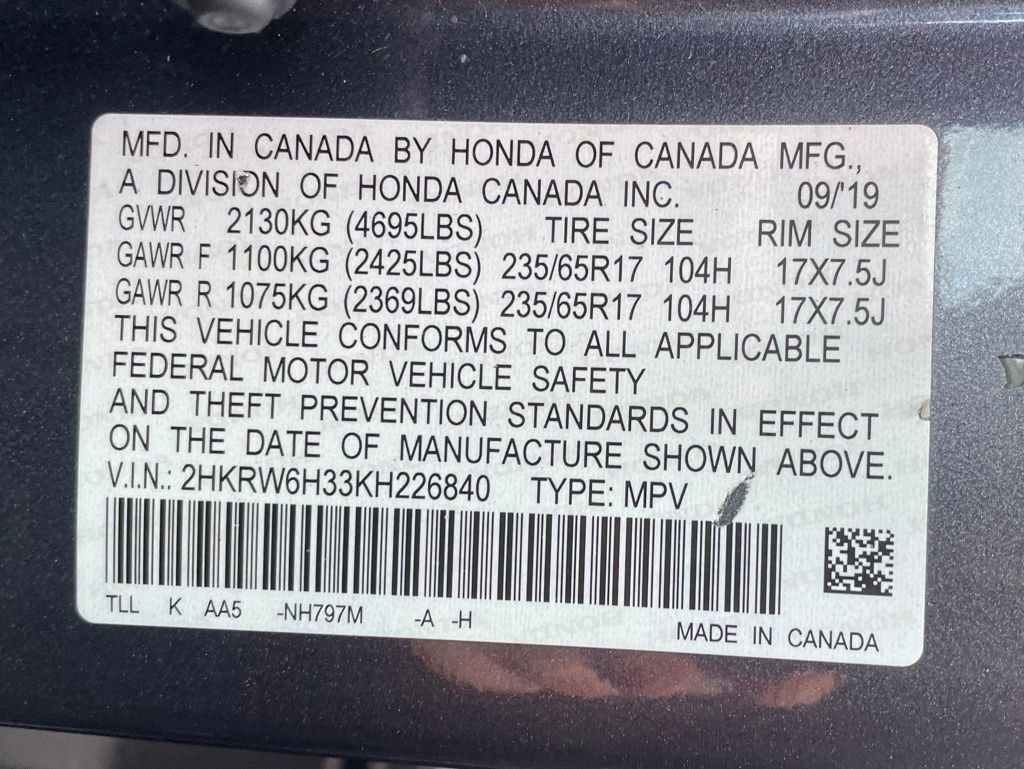 MFD. IN CANADA BY HONDA OF CANADA MFG.,
A DIVISION OF HONDA CANADA INC. 09/'19
GVWR 2130KG (4695LBS) TIRE SIZE RIM SIZE
GAWR F 1100KG (2425LBS) 235/65R17 104H 17X7.5J
GAWR R 1075KG (2369LBS) 235/65R17 104H 17X7.5J
THIS VEHICLE CONFORMS TO ALL APPLICABLE
FEDERAL MOTOR VEHICLE SAFETY
AND THEFT PREVENTION STANDARDS IN EFFECT
ON THE DATE OF MANUFACTURE SHOWN ABOVE.
V.I.N.: 2HKRW6H33KH226840 TYPE: MPV
TLL K AA5 -NH797M -A -H
MADE IN CANADA